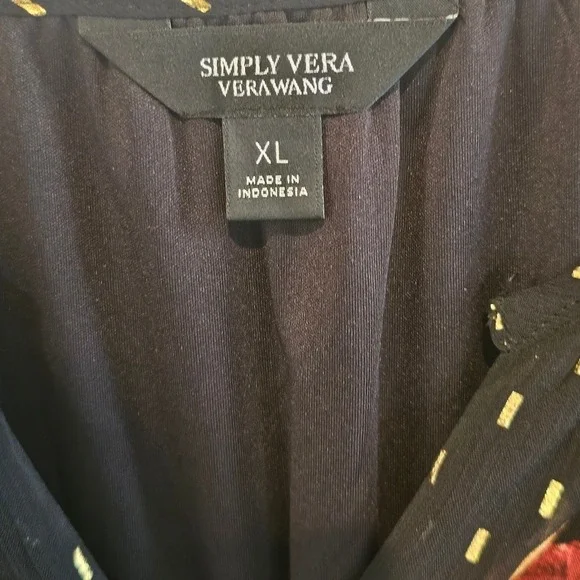 SIMPLY VERA
VERAWANG
XL
MADE IN
INDONESIA